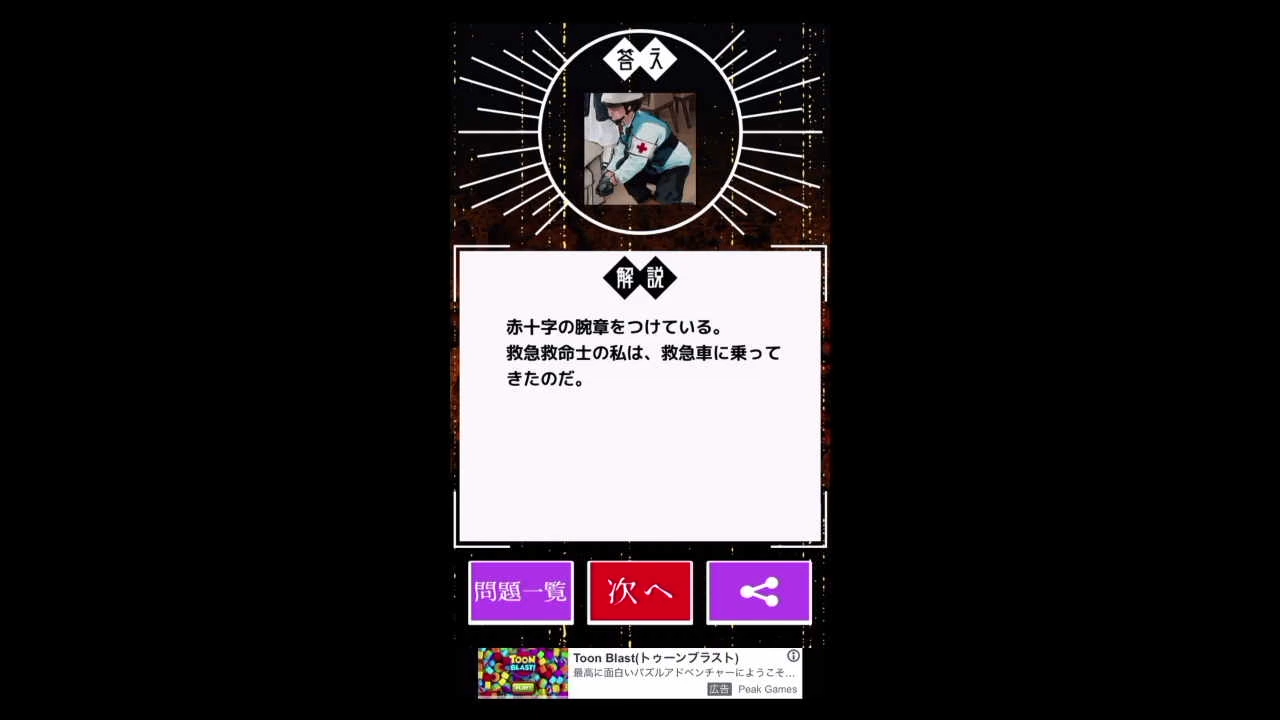 答え
解説
赤十字の腕章をつけている。
救急救命士の私は、救急車に乗って
きたのだ。
問題一覧
次へ
TOON
BLAST!
PLAY!
Toon Blast(トゥーンブラスト)
最高に面白いパズルアドベンチャーにようこそ…
広告 Peak Games